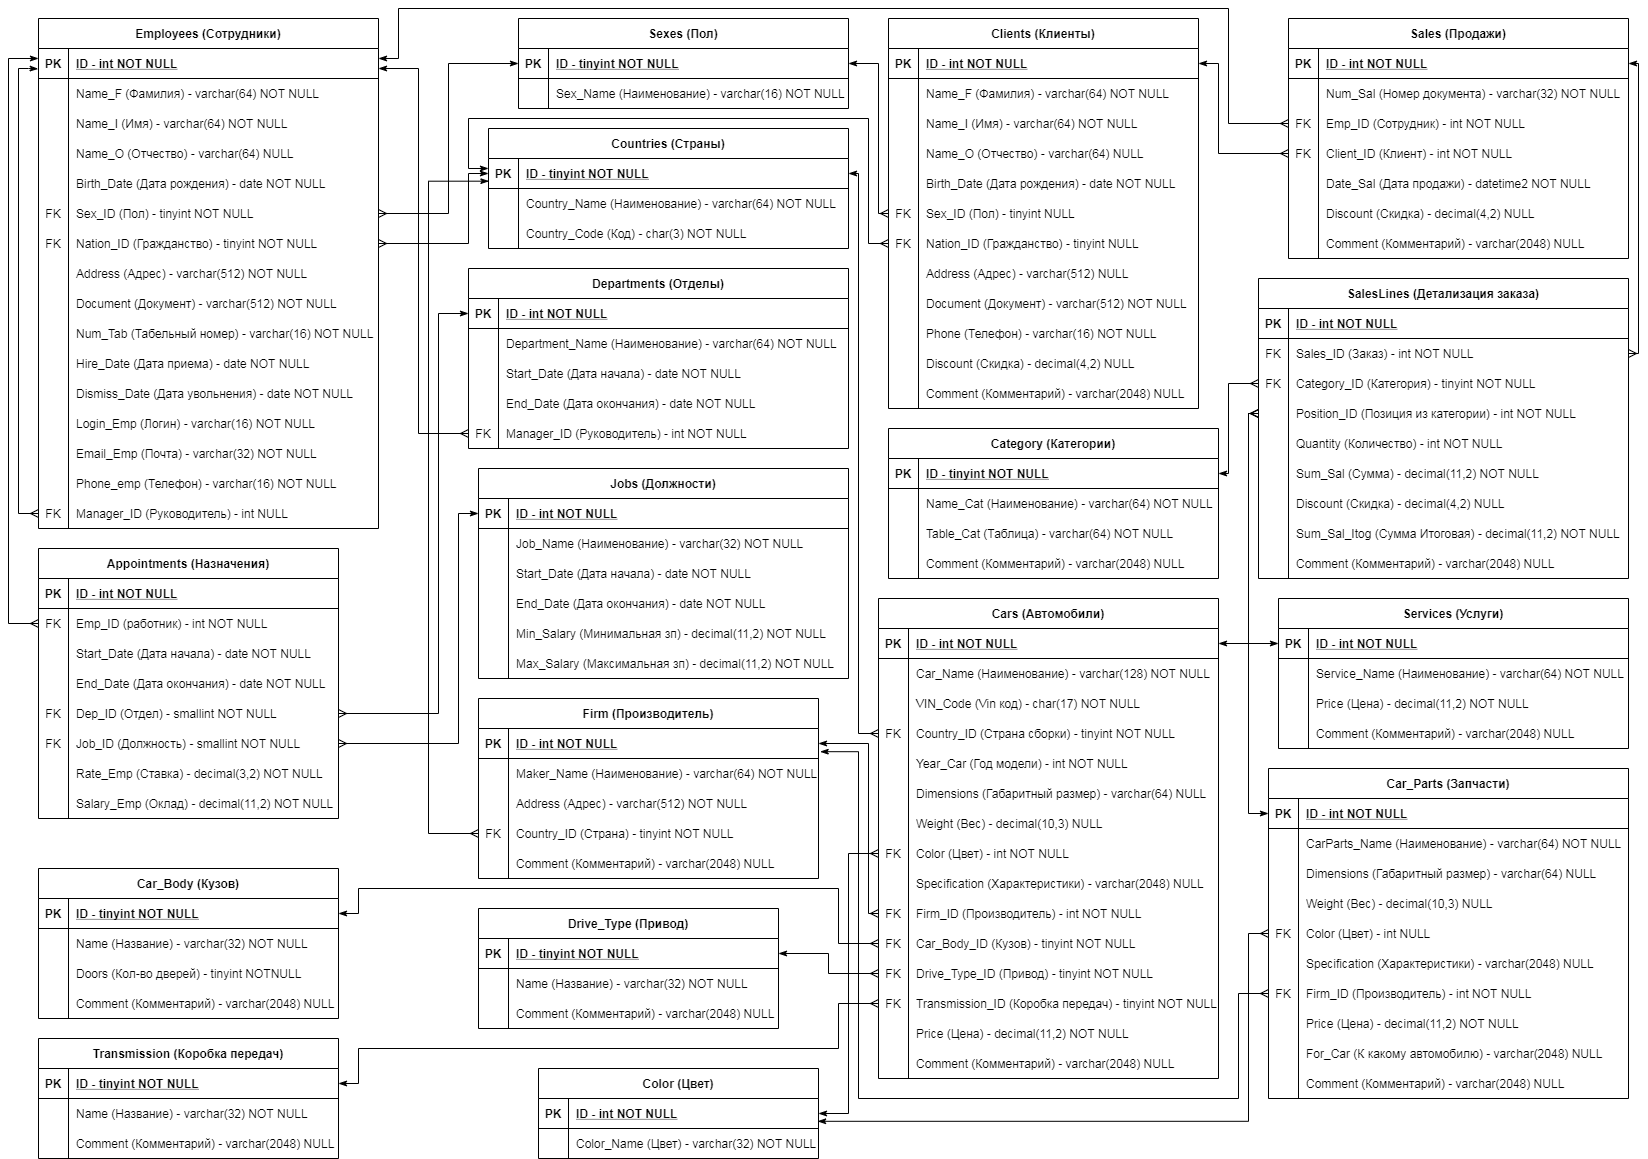 Employees (Сотрудники)
PK ID - int NOT NULL
Name_F (Фамилия) - varchar(64) NOT NULL
Name_I (Имя) - varchar(64) NOT NULL
Name_O (Отчество) - varchar(64) NULL
Birth_Date (Дата рождения) - date NOT NULL
FK Sex_ID (Пол) - tinyint NOT NULL
FK Nation_ID (Гражданство) - tinyint NOT NULL
Address (Адрес) - varchar(512) NOT NULL
Document (Документ) - varchar(512) NOT NULL
Num_Tab (Табельный номер) - varchar(16) NOT NULL
Hire_Date (Дата приема) - date NOT NULL
Dismiss_Date (Дата увольнения) - date NOT NULL
Login_Emp (Логин) - varchar(16) NOT NULL
Email_Emp (Почта) - varchar(32) NOT NULL
Phone_emp (Телефон) - varchar(16) NOT NULL
FK Manager_ID (Руководитель) - int NULL
Appointments (Назначения)
PK ID - int NOT NULL
FK Emp_ID (работник) - int NOT NULL
Start_Date (Дата начала) - date NOT NULL
End_Date (Дата окончания) - date NOT NULL
FK Dep_ID (Отдел) - smallint NOT NULL
FK Job_ID (Должность) - smallint NOT NULL
Rate_Emp (Ставка) - decimal(3,2) NOT NULL
Salary_Emp (Оклад) - decimal(11,2) NOT NULL
Car_Body (Кузов)
PK ID - tinyint NOT NULL
Name (Название) - varchar(32) NOT NULL
Doors (Кол-во дверей) - tinyint NOTNULL
Comment (Комментарий) - varchar(2048) NULL
Transmission (Коробка передач)
PK ID - tinyint NOT NULL
Name (Название) - varchar(32) NOT NULL
Comment (Комментарий) - varchar(2048) NULL
Sexes (Пол)
PK ID - tinyint NOT NULL
Sex_Name (Наименование) - varchar(16) NOT NULL
Countries (Страны)
PK ID - tinyint NOT NULL
Country_Name (Наименование) - varchar(64) NOT NULL
Country_Code (Код) - char(3) NOT NULL
Departments (Отделы)
PK ID - int NOT NULL
Department_Name (Наименование) - varchar(64) NOT NULL
Start_Date (Дата начала) - date NOT NULL
End_Date (Дата окончания) - date NOT NULL
FK Manager_ID (Руководитель) - int NOT NULL
Jobs (Должности)
PK ID - int NOT NULL
Job_Name (Наименование) - varchar(32) NOT NULL
Start_Date (Дата начала) - date NOT NULL
End_Date (Дата окончания) - date NOT NULL
Min_Salary (Минимальная зп) - decimal(11,2) NOT NULL
Max_Salary (Максимальная зп) - decimal(11,2) NOT NULL
Firm (Производитель)
PK ID - int NOT NULL
Maker_Name (Наименование) - varchar(64) NOT NULL
Address (Адрес) - varchar(512) NOT NULL
FK Country_ID (Страна) - tinyint NOT NULL
Comment (Комментарий) - varchar(2048) NULL
Drive_Type (Привод)
PK ID - tinyint NOT NULL
Name (Название) - varchar(32) NOT NULL
Comment (Комментарий) - varchar(2048) NULL
Color (Цвет)
PK ID - int NOT NULL
Color_Name (Цвет) - varchar(32) NOT NULL
Clients (Клиенты)
PK ID - int NOT NULL
Name_F (Фамилия) - varchar(64) NOT NULL
Name_I (Имя) - varchar(64) NOT NULL
Name_O (Отчество) - varchar(64) NULL
Birth_Date (Дата рождения) - date NOT NULL
FK Sex_ID (Пол) - tinyint NULL
FK Nation_ID (Гражданство) - tinyint NULL
Address (Адрес) - varchar(512) NULL
Document (Документ) - varchar(512) NULL
Phone (Телефон) - varchar(16) NOT NULL
Discount (Скидка) - decimal(4,2) NULL
Comment (Комментарий) - varchar(2048) NULL
Category (Категории)
PK ID - tinyint NOT NULL
Name_Cat (Наименование) - varchar(64) NOT NULL
Table_Cat (Таблица) - varchar(64) NOT NULL
Comment (Комментарий) - varchar(2048) NULL
Cars (Автомобили)
PK ID - int NOT NULL
Car_Name (Наименование) - varchar(128) NOT NULL
VIN_Code (Vin код) - char(17) NOT NULL
FK Country_ID (Страна сборки) - tinyint NOT NULL
Year_Car (Год модели) - int NOT NULL
Dimensions (Габаритный размер) - varchar(64) NULL
Weight (Вес) - decimal(10,3) NULL
FK Color (Цвет) - int NOT NULL
Specification (Характеристики) - varchar(2048) NULL
FK Firm_ID (Производитель) - int NOT NULL
FK Car_Body_ID (Кузов) - tinyint NOT NULL
FK Drive_Type_ID (Привод) - tinyint NOT NULL
FK Transmission_ID (Коробка передач) - tinyint NOT NULL
Price (Цена) - decimal(11,2) NOT NULL
Comment (Комментарий) - varchar(2048) NULL
Sales (Продажи)
PK ID - int NOT NULL
Num_Sal (Номер документа) - varchar(32) NOT NULL
FK Emp_ID (Сотрудник) - int NOT NULL
FK Client_ID (Клиент) - int NOT NULL
Date_Sal (Дата продажи) - datetime2 NOT NULL
Discount (Скидка) - decimal(4,2) NULL
Comment (Комментарий) - varchar(2048) NULL
SalesLines (Детализация заказа)
PK ID - int NOT NULL
FK Sales_ID (Заказ) - int NOT NULL
FK Category_ID (Категория) - tinyint NOT NULL
Position_ID (Позиция из категории) - int NOT NULL
Quantity (Количество) - int NOT NULL
Sum_Sal (Сумма) - decimal(11,2) NOT NULL
Discount (Скидка) - decimal(4,2) NULL
Sum_Sal_Itog (Сумма Итоговая) - decimal(11,2) NOT NULL
Comment (Комментарий) - varchar(2048) NULL
Services (Услуги)
PK ID - int NOT NULL
Service_Name (Наименование) - varchar(64) NOT NULL
Price (Цена) - decimal(11,2) NOT NULL
Comment (Комментарий) - varchar(2048) NULL
Car_Parts (Запчасти)
PK ID - int NOT NULL
CarParts_Name (Наименование) - varchar(64) NOT NULL
Dimensions (Габаритный размер) - varchar(64) NULL
Weight (Вес) - decimal(10,3) NULL
FK Color (Цвет) - int NULL
Specification (Характеристики) - varchar(2048) NULL
FK Firm_ID (Производитель) - int NOT NULL
Price (Цена) - decimal(11,2) NOT NULL
For_Car (К какому автомобилю) - varchar(2048) NULL
Comment (Комментарий) - varchar(2048) NULL